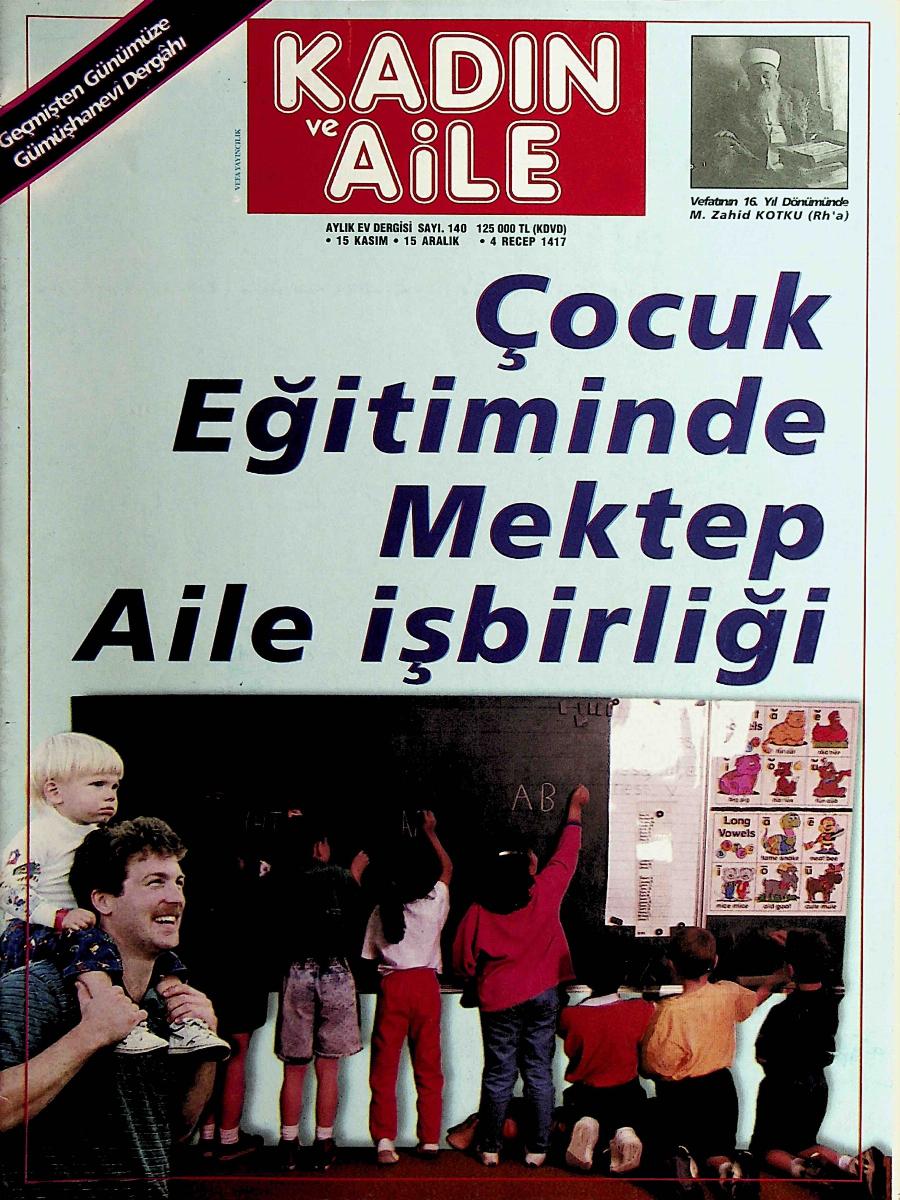 Geçmişten Günümüze
Gümüşhanevî Dergâhı
VEFA YAYINCILIK
KADIN
ve
AiLE
Vefatının 16. Yıl Dönümünde
M. Zahid KOTKU (Rh'a)
AYLIK EV DERGİSİ SAYI. 140 125 000 TL (KDVD)
• 15 KASIM • 15 ARALIK • 4 RECEP 1417
Çocuk
Eğitiminde
Mektep
Aile işbirliği
AB
Long
Vowels